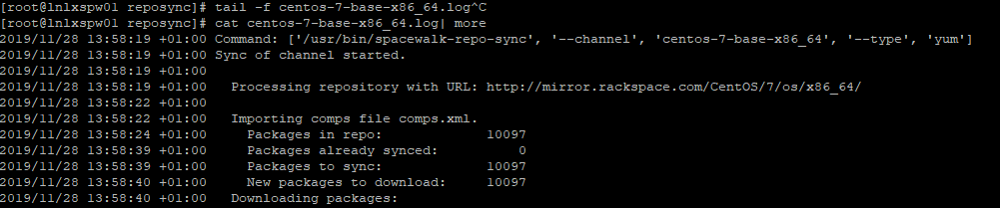 [root@lnlxspw01 reposync]# tail -f centos-7-base-x86_64.log^C
[root@lnlxspw01 reposync]# cat centos-7-base-x86_64.log| more
2019/11/28 13:58:19 +01:00 Command: ['/usr/bin/spacewalk-repo-sync', '--channel', 'centos-7-base-x86_64', '--type', 'yum']
2019/11/28 13:58:19 +01:00 Sync of channel started.
2019/11/28 13:58:19 +01:00
2019/11/28 13:58:19 +01:00   Processing repository with URL: http://mirror.rackspace.com/CentOS/7/os/x86_64/
2019/11/28 13:58:22 +01:00
2019/11/28 13:58:22 +01:00   Importing comps file comps.xml.
2019/11/28 13:58:24 +01:00     Packages in repo:             10097
2019/11/28 13:58:39 +01:00     Packages already synced:          0
2019/11/28 13:58:39 +01:00     Packages to sync:             10097
2019/11/28 13:58:40 +01:00     New packages to download:     10097
2019/11/28 13:58:40 +01:00   Downloading packages: